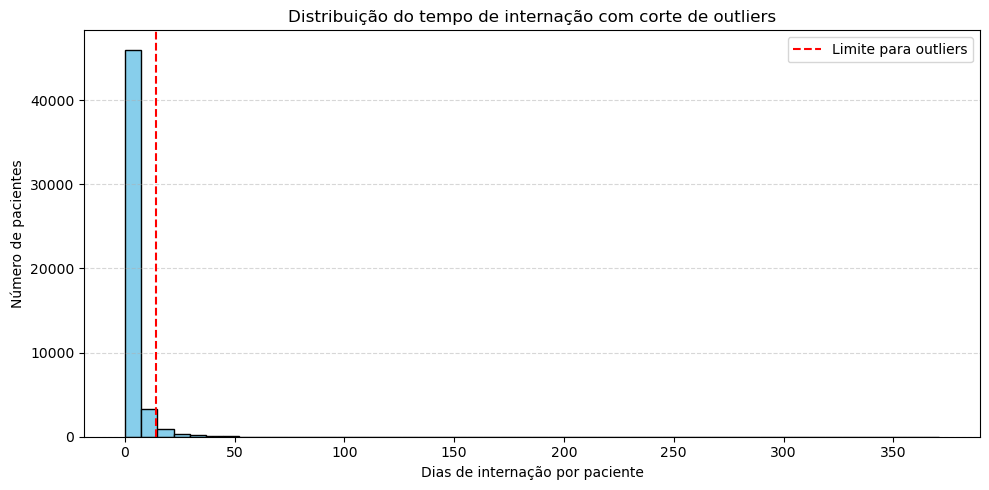 Distribuição do tempo de internação com corte de outliers
Limite para outliers
Número de pacientes
40000
30000
20000
10000
0
0 50 100 150 200 250 300 350
Dias de internação por paciente